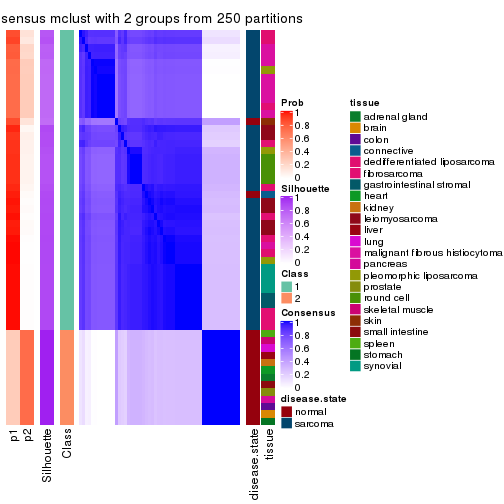 sensus mclust with 2 groups from 250 partitions
Prob
1
0.8
0.6
0.4
0.2
0
Silhouette
1
0.8
0.6
0.4
0.2
0
Class
1
2
Consensus
1
0.8
0.6
0.4
0.2
0
disease.state
normal
sarcoma
tissue
adrenal gland
brain
colon
connective
dedifferentiated liposarcoma
fibrosarcoma
gastrointestinal stromal
heart
kidney
leiomyosarcoma
liver
lung
malignant fibrous histiocytoma
pancreas
pleomorphic liposarcoma
prostate
round cell
skeletal muscle
skin
small intestine
spleen
stomach
synovial
p1
p2
Silhouette
Class
disease.state
tissue